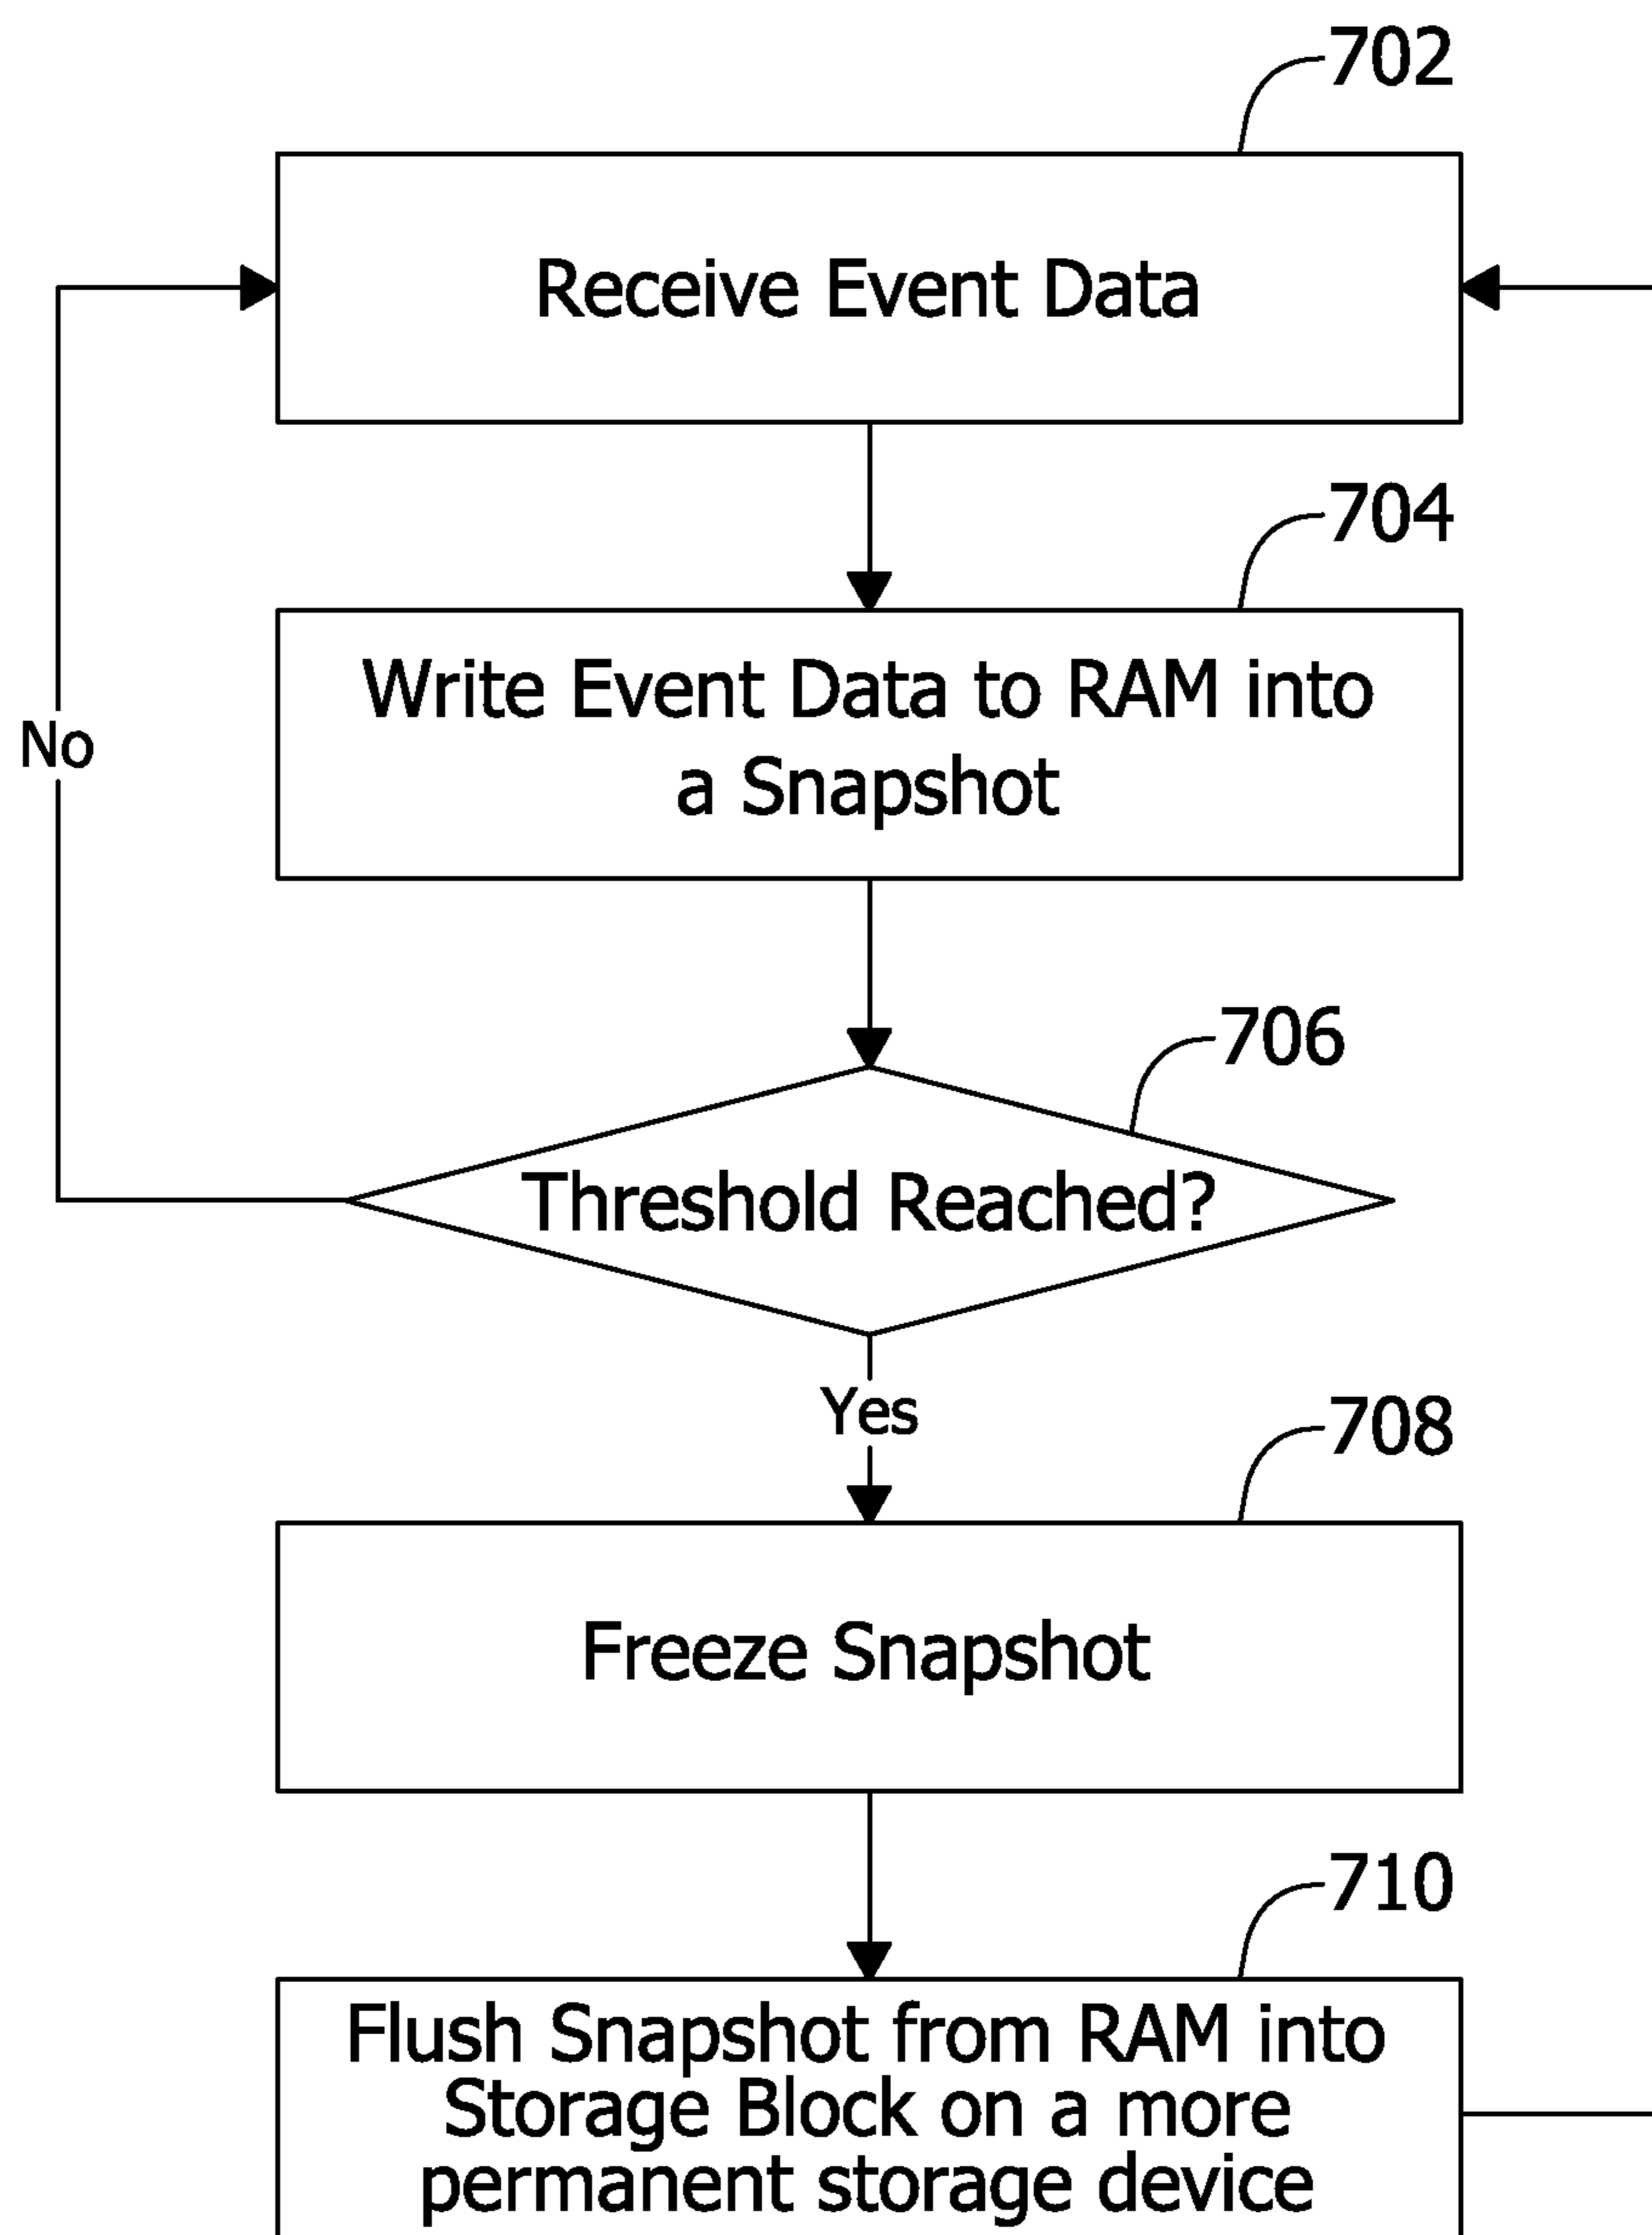 702
Receive Event Data
704
Write Event Data to RAM into
a Snapshot
No
706
Threshold Reached?
Yes
708
Freeze Snapshot
710
Flush Snapshot from RAM into
Storage Block on a more
permanent storage device